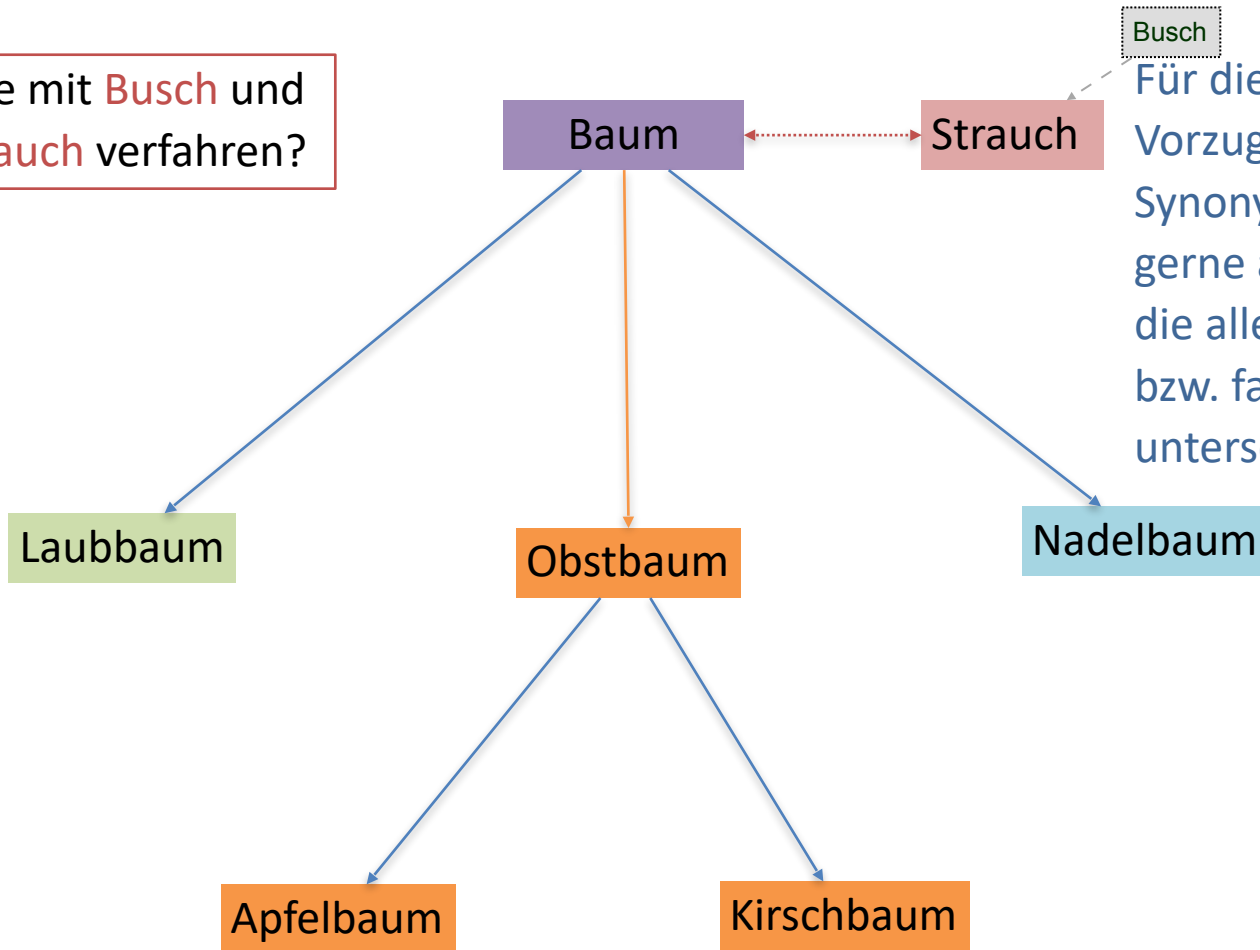 e mit Busch und
auch verfahren?
Busch
Baum
Strauch
Für die
Vorzug
Synony
gerne
die alle
bzw. fa
unters
Laubbaum
Obstbaum
Nadelbaum
Apfelbaum
Kirschbaum